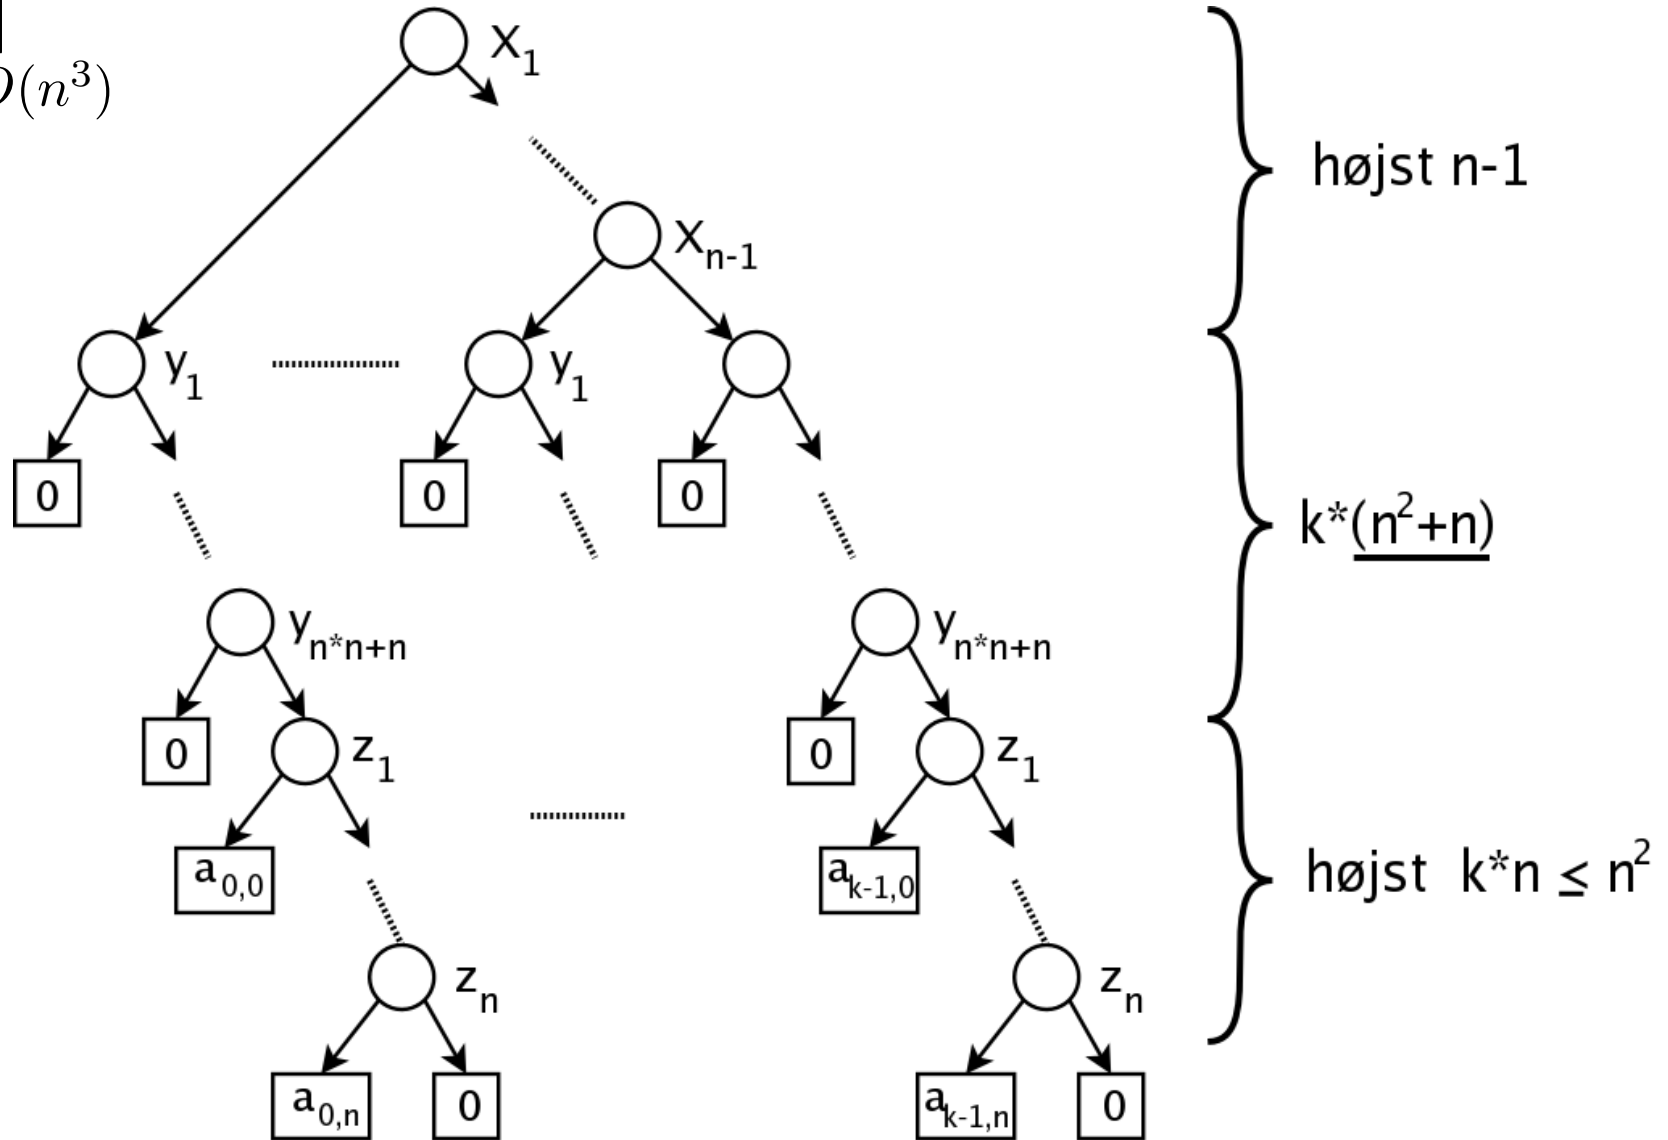 X1
O(n³)
højst n-1
Xn-1
y1
y1
0
0
0
k*(n²+n)
yn*n+n
yn*n+n
0
z1
0
z1
a0,0
ak-1,0
højst k*n ≤ n²
zn
zn
a0,n
0
ak-1,n
0